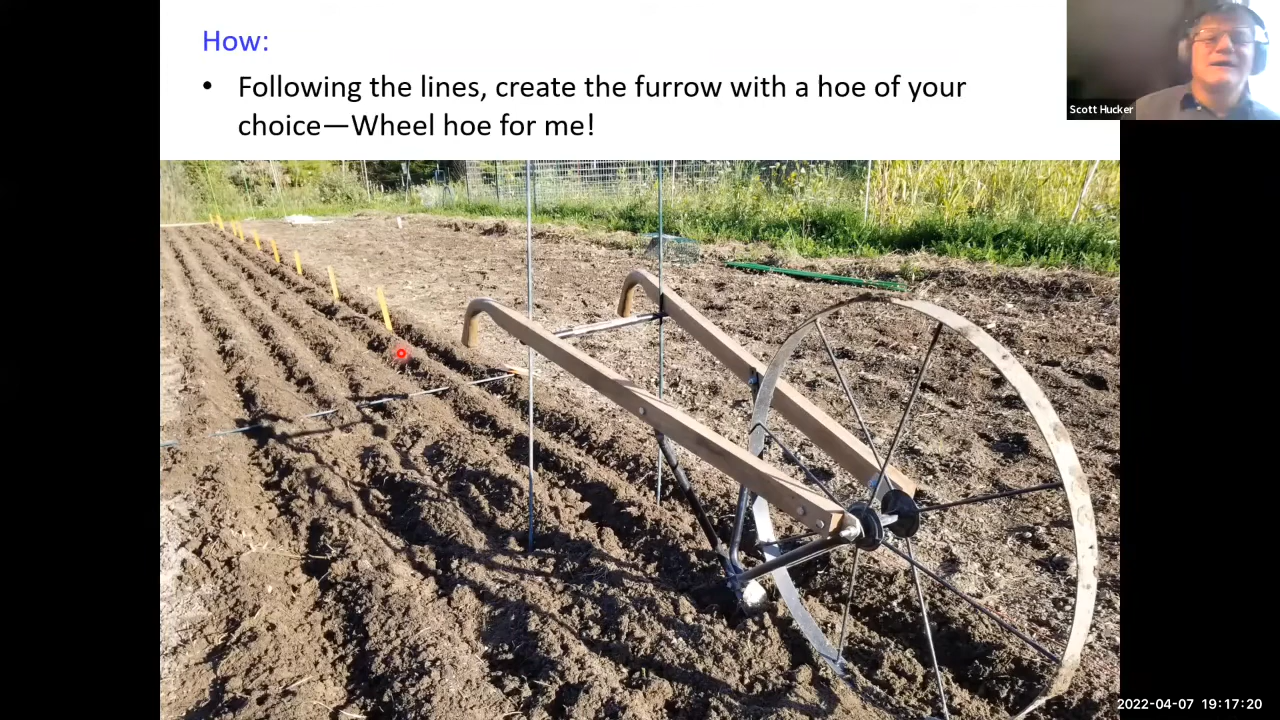 How:
• Following the lines, create the furrow with a hoe of your
choice—Wheel hoe for me!
Scott Hucker
2022-04-07 19:17:20